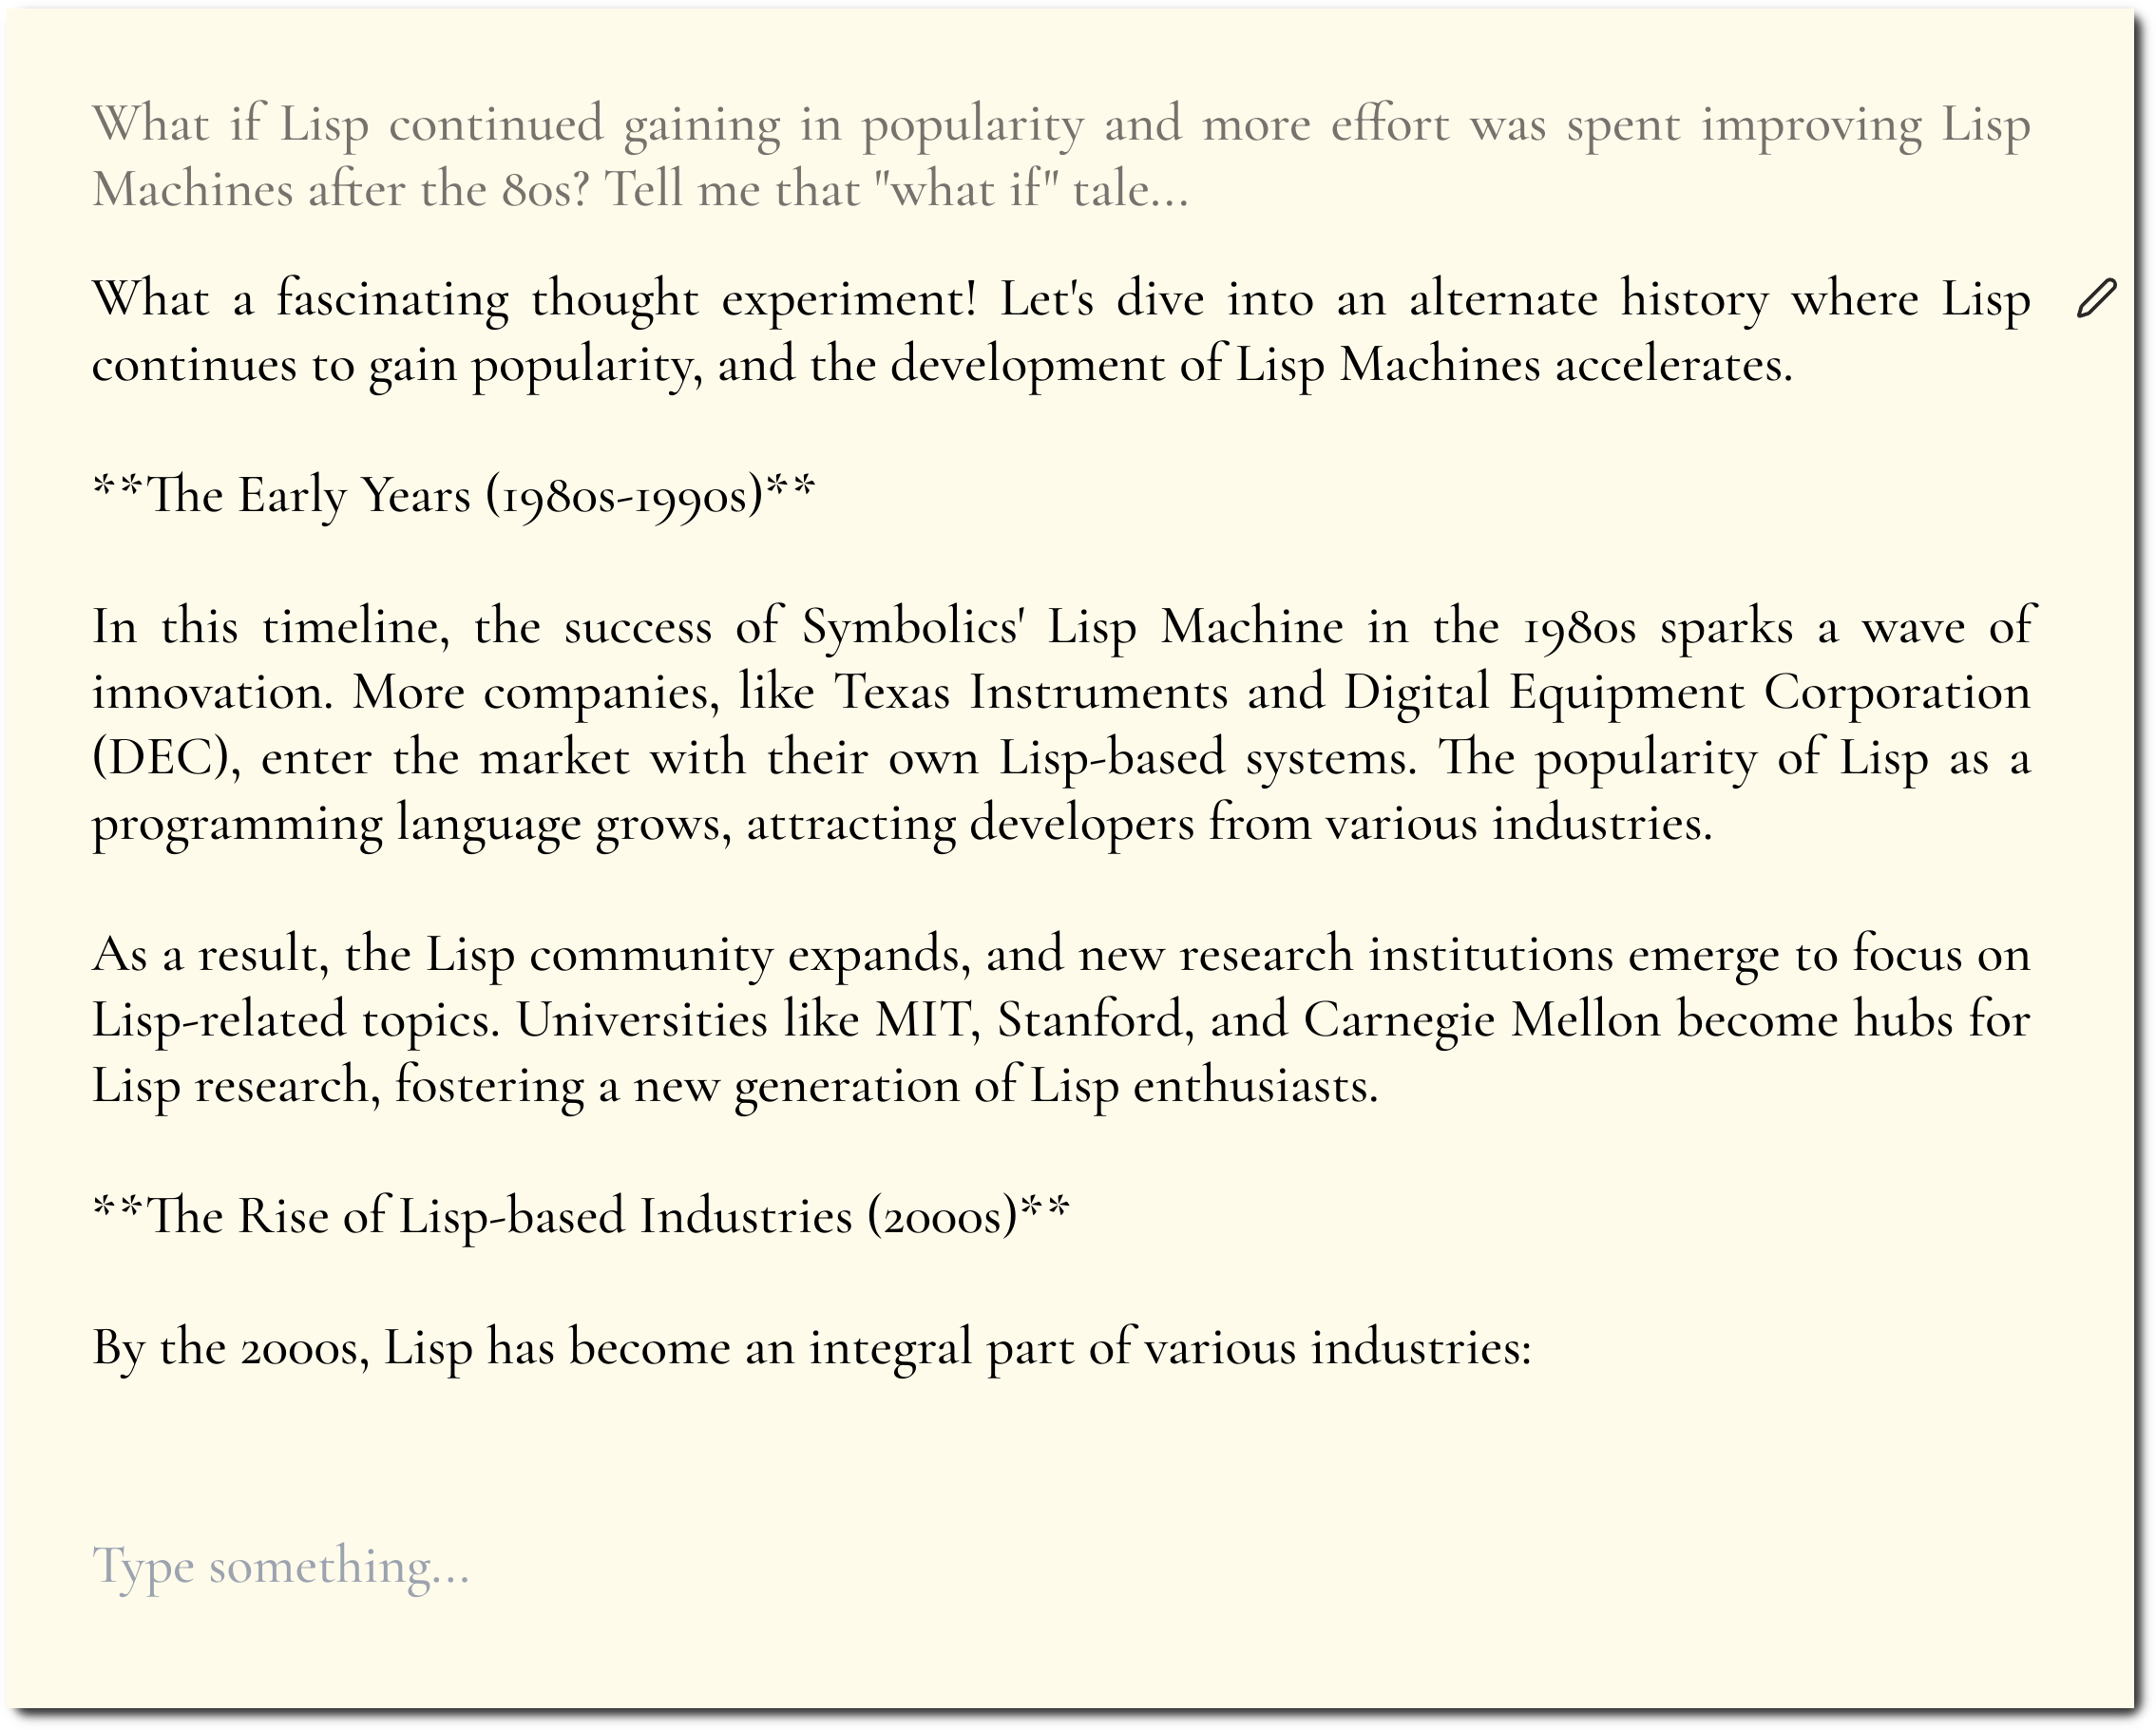 What if Lisp continued gaining in popularity and more effort was spent improving Lisp
Machines after the 80s? Tell me that "what if" tale...
What a fascinating thought experiment! Let's dive into an alternate history where Lisp
continues to gain popularity, and the development of Lisp Machines accelerates.
**The Early Years (1980s-1990s)**
In this timeline, the success of Symbolics' Lisp Machine in the 1980s sparks a wave of
innovation. More companies, like Texas Instruments and Digital Equipment Corporation
(DEC), enter the market with their own Lisp-based systems. The popularity of Lisp as a
programming language grows, attracting developers from various industries.
As a result, the Lisp community expands, and new research institutions emerge to focus on
Lisp-related topics. Universities like MIT, Stanford, and Carnegie Mellon become hubs for
Lisp research, fostering a new generation of Lisp enthusiasts.
**The Rise of Lisp-based Industries (2000s)**
By the 2000s, Lisp has become an integral part of various industries:
Type something...